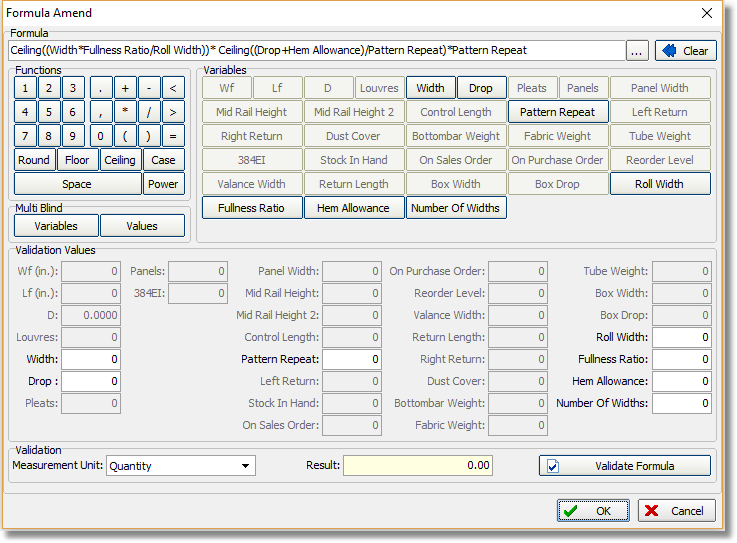 Formula Amend
Formula
Ceiling((Width*Fullness Ratio/Roll Width))* Ceiling((Drop+Hem Allowance)/Pattern Repeat)*Pattern Repeat ... Clear
Functions Variables
1 2 3 . + - < Wf Lf D Louvres Width Drop Pleats Panels Panel Width
4 5 6 , * / > Mid Rail Height Mid Rail Height 2 Control Length Pattern Repeat Left Return
7 8 9 0 ( ) = Right Return Dust Cover Bottombar Weight Fabric Weight Tube Weight
Round Floor Ceiling Case 384EI Stock In Hand On Sales Order On Purchase Order Reorder Level
Space Power Valance Width Return Length Box Width Box Drop Roll Width
Multi Blind Fullness Ratio Hem Allowance Number Of Widths
Variables Values
Validation Values
Wf (in.): 0 Panels: 0 Panel Width: 0 On Purchase Order: 0 Tube Weight: 0
Lf (in.): 0 384EI: 0 Mid Rail Height: 0 Reorder Level: 0 Box Width: 0
D: 0.0000 Mid Rail Height 2: 0 Valance Width: 0 Box Drop: 0
Louvres: 0 Control Length: 0 Return Length: 0 Roll Width: 0
Width: 0 Pattern Repeat: 0 Right Return: 0 Fullness Ratio: 0
Drop : 0 Left Return: 0 Dust Cover: 0 Hem Allowance: 0
Pleats: 0 Stock In Hand: 0 Bottombar Weight: 0 Number Of Widths: 0
On Sales Order: 0 Fabric Weight: 0
Validation
Measurement Unit: Quantity Result: 0.00 Validate Formula
OK Cancel